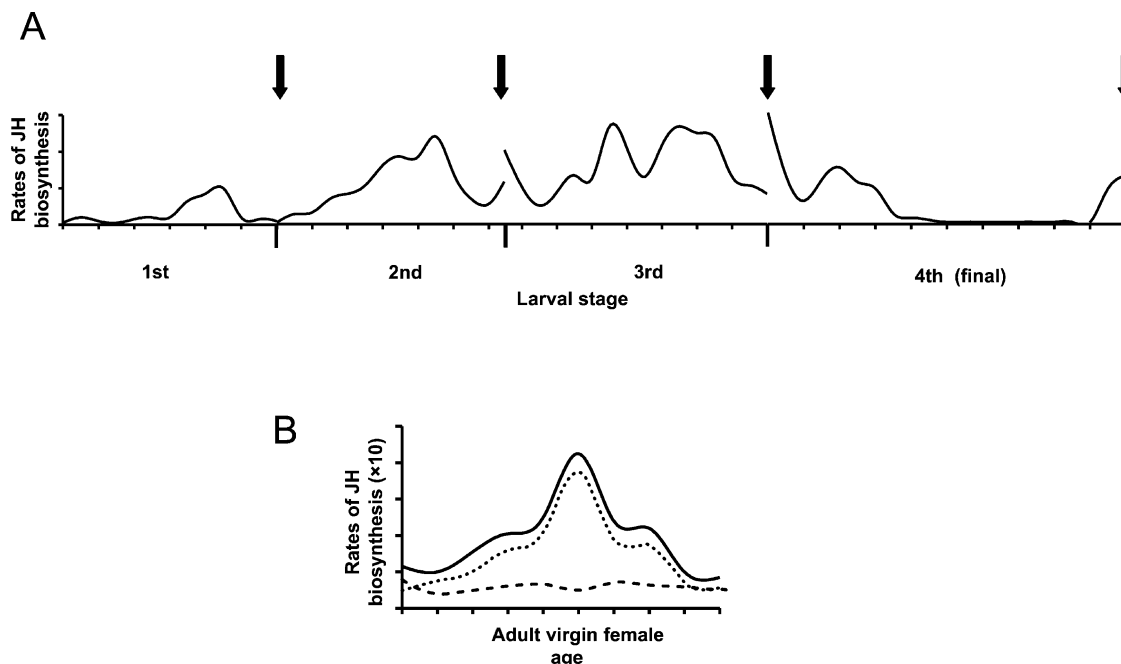 A
Rates of JH
biosynthesis
1st
2nd
3rd
4th (final)
Larval stage
B
Rates of JH
biosynthesis (×10)
Adult virgin female
age